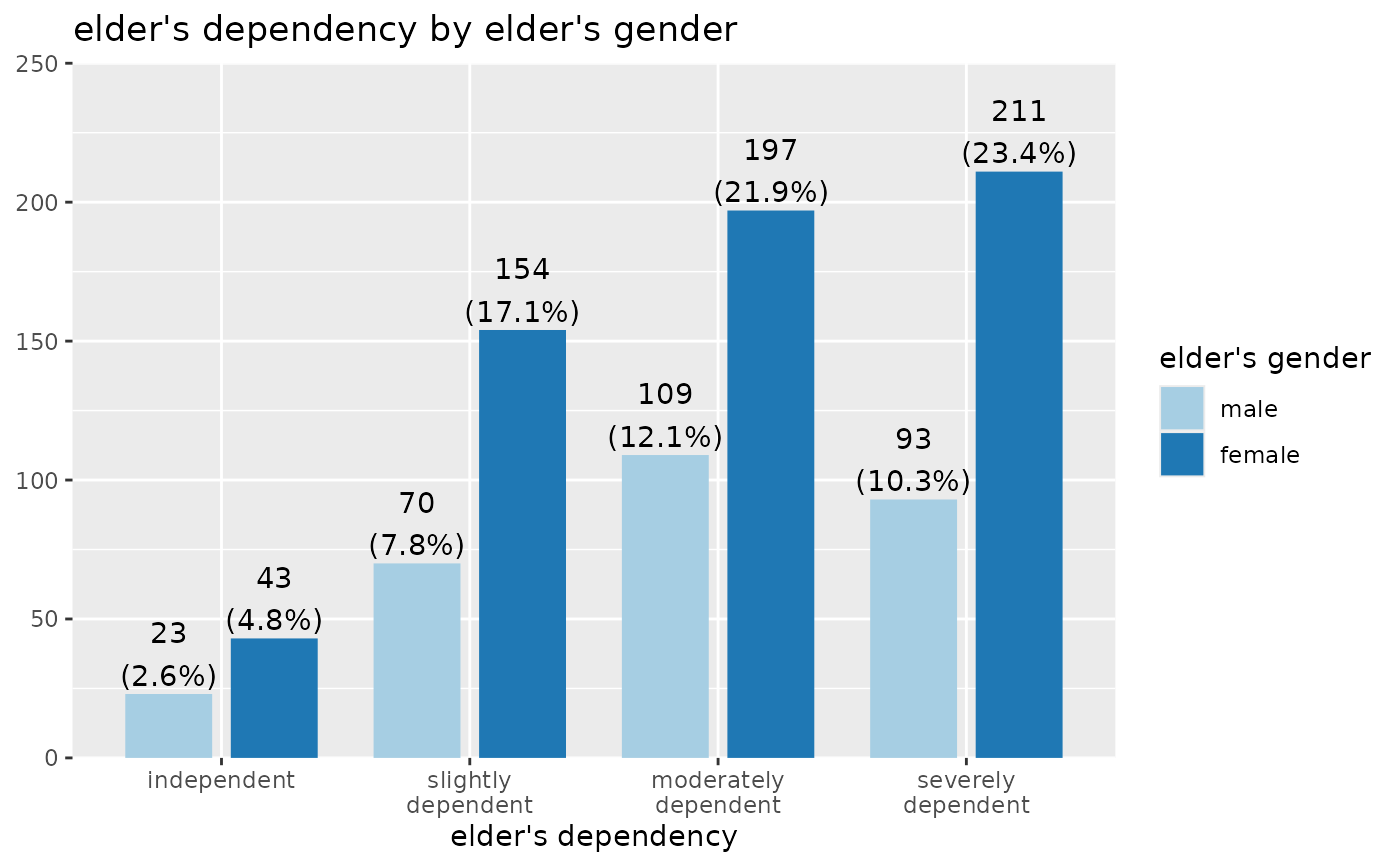 elder's dependency by elder's gender
250
200
150
100
50
0
23
(2.6%)
43
(4.8%)
70
(7.8%)
154
(17.1%)
109
(12.1%)
197
(21.9%)
93
(10.3%)
211
(23.4%)
independent
slightly
dependent
moderately
dependent
severely
dependent
elder's dependency
elder's gender
male
female